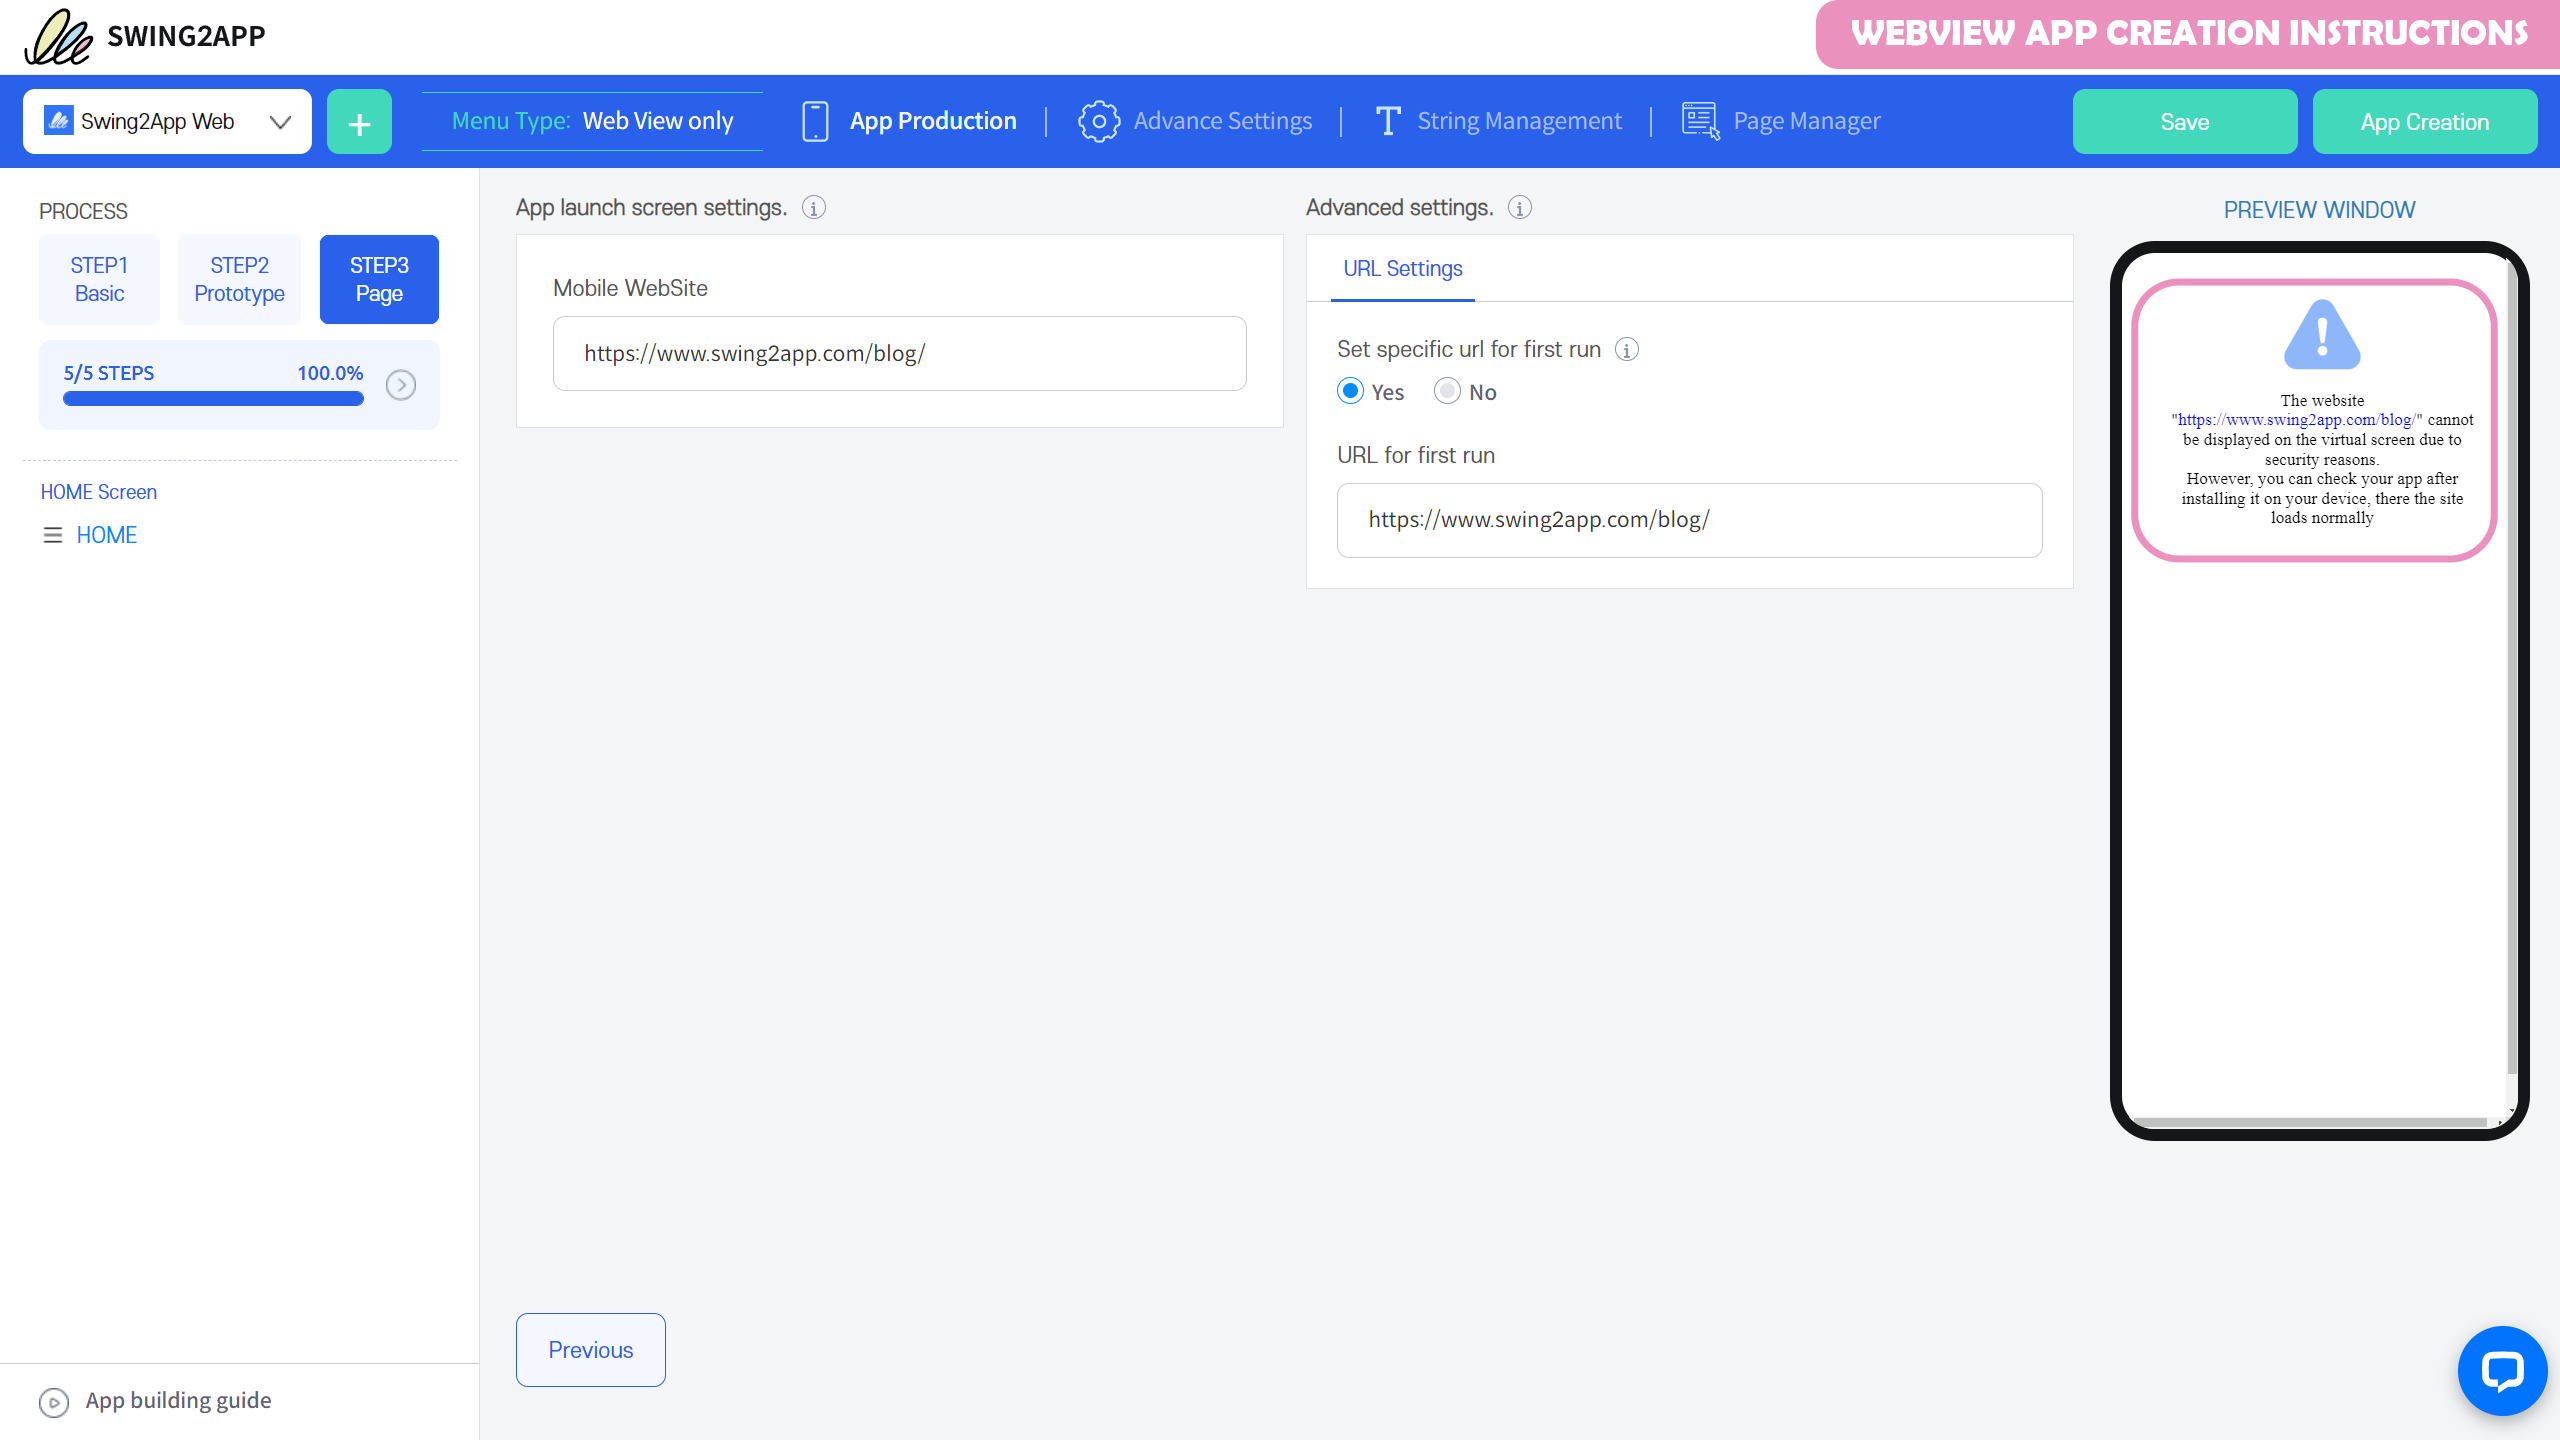 SWING2APP
WEBVIEW APP CREATION INSTRUCTIONS
Swing2App Web
+
Menu Type: Web View only
App Production
Advance Settings
String Management
Page Manager
Save
App Creation
PROCESS
STEP1
Basic
STEP2
Prototype
STEP3
Page
5/5 STEPS 100.0%
HOME Screen
HOME
App building guide
App launch screen settings.
Mobile WebSite
https://www.swing2app.com/blog/
Previous
Advanced settings.
URL Settings
Set specific url for first run
Yes No
URL for first run
https://www.swing2app.com/blog/
PREVIEW WINDOW
The website
"https://www.swing2app.com/blog/" cannot
be displayed on the virtual screen due to
security reasons.
However, you can check your app after
installing it on your device, there the site
loads normally